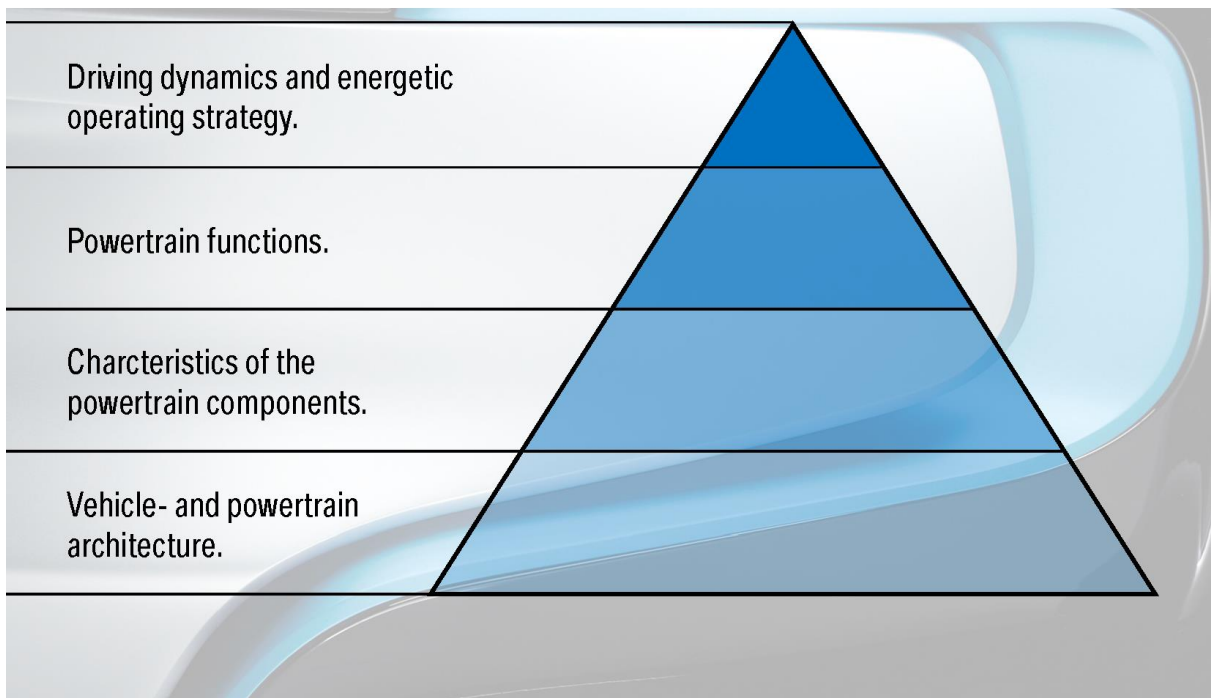 Driving dynamics and energetic
operating strategy.
Powertrain functions.
Charcteristics of the
powertrain components.
Vehicle- and powertrain
architecture.